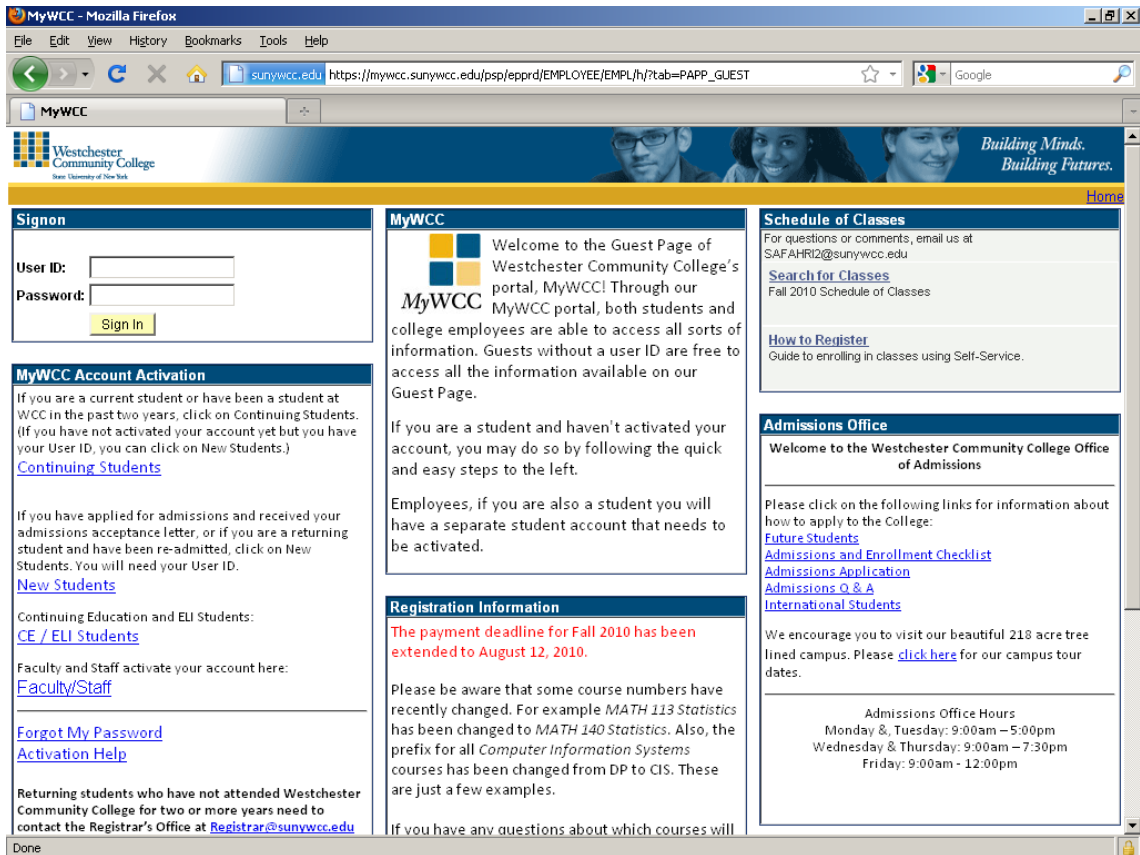 MyWCC - Mozilla Firefox
File Edit View History Bookmarks Tools Help
sunywcc.edu https://mywcc.sunywcc.edu/psp/epprd/EMPLOYEE/EMPL/h/?tab=PAPP_GUEST
Google
MyWCC
Westchester
Community College
State University of New York
Building Minds.
Building Futures.
Home
Signon
User ID:
Password:
Sign In
MyWCC Account Activation
If you are a current student or have been a student at
WCC in the past two years, click on Continuing Students.
(If you have not activated your account yet but you have
your User ID, you can click on New Students.)
Continuing Students
If you have applied for admissions and received your
admissions acceptance letter, or if you are a returning
student and have been re-admitted, click on New
Students. You will need your User ID.
New Students
Continuing Education and ELI Students:
CE / ELI Students
Faculty and Staff activate your account here:
Faculty/Staff
Forgot My Password
Activation Help
Returning students who have not attended Westchester
Community College for two or more years need to
contact the Registrar's Office at Registrar@sunywcc.edu
MyWCC
MyWCC
Welcome to the Guest Page of
Westchester Community College's
portal, MyWCC! Through our
MyWCC portal, both students and
college employees are able to access all sorts of
information. Guests without a user ID are free to
access all the information available on our
Guest Page.
If you are a student and haven't activated your
account, you may do so by following the quick
and easy steps to the left.
Employees, if you are also a student you will
have a separate student account that needs to
be activated.
Registration Information
The payment deadline for Fall 2010 has been
extended to August 12, 2010.
Please be aware that some course numbers have
recently changed. For example MATH 113 Statistics
has been changed to MATH 140 Statistics. Also, the
prefix for all Computer Information Systems
courses has been changed from DP to CIS. These
are just a few examples.
If you have any questions about which courses will
Schedule of Classes
For questions or comments, email us at
SAFAHRI2@sunywcc.edu
Search for Classes
Fall 2010 Schedule of Classes
How to Register
Guide to enrolling in classes using Self-Service.
Admissions Office
Welcome to the Westchester Community College Office
of Admissions
Please click on the following links for information about
how to apply to the College:
Future Students
Admissions and Enrollment Checklist
Admissions Application
Admissions Q & A
International Students
We encourage you to visit our beautiful 218 acre tree
lined campus. Please click here for our campus tour
dates.
Admissions Office Hours
Monday &, Tuesday: 9:00am – 5:00pm
Wednesday & Thursday: 9:00am – 7:30pm
Friday: 9:00am - 12:00pm
Done